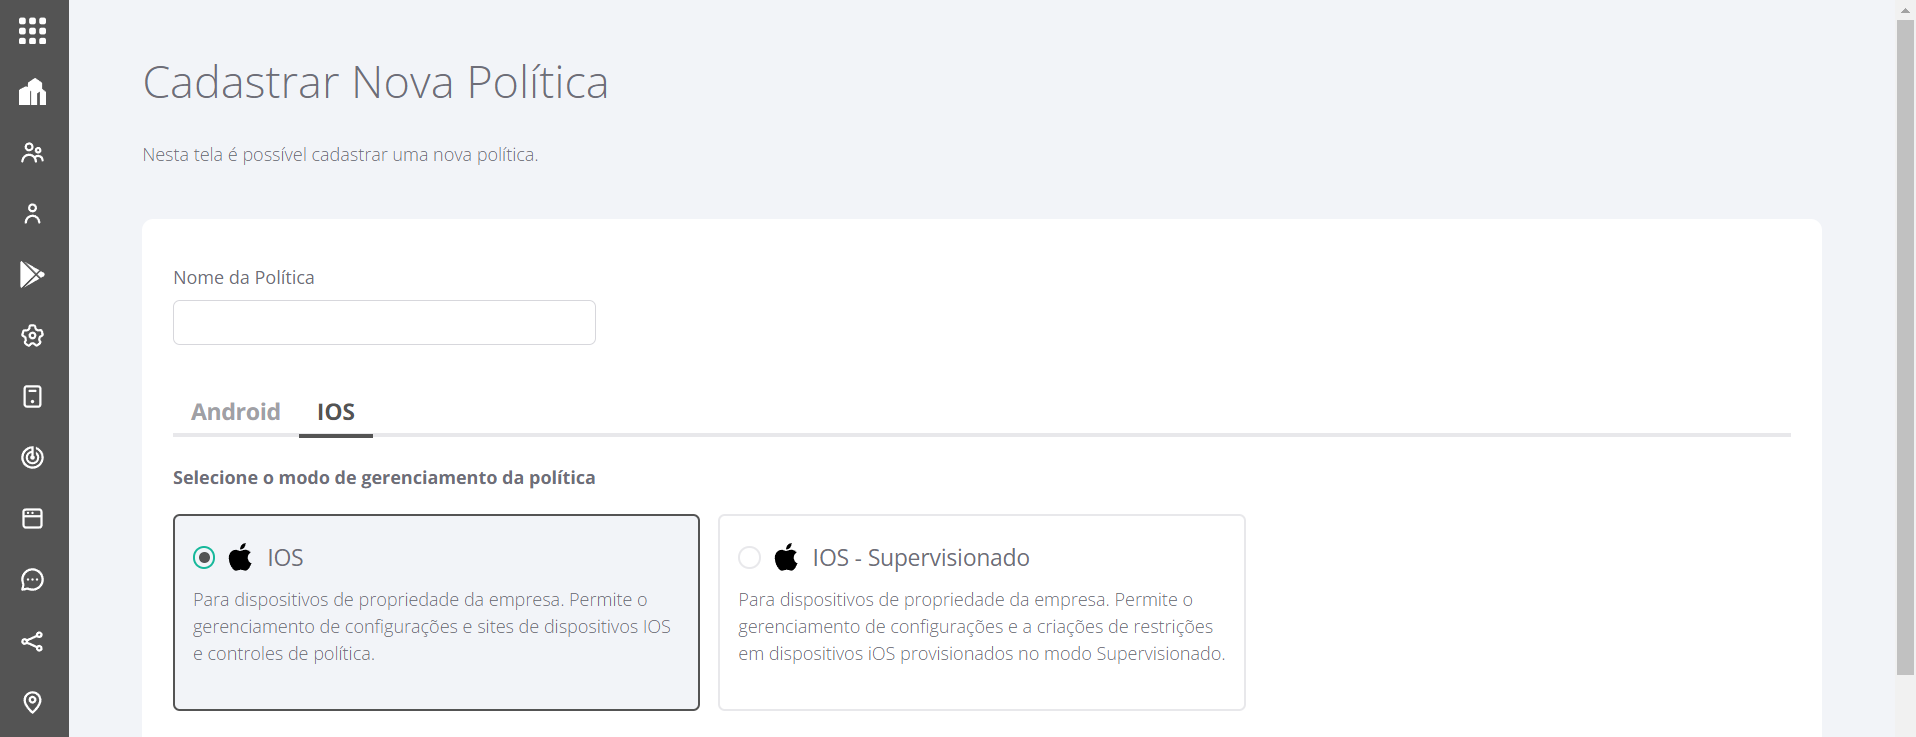 Cadastrar Nova Política
Nesta tela é possível cadastrar uma nova política.
Nome da Política
Android
IOS
Selecione o modo de gerenciamento da política
IOS
Para dispositivos de propriedade da empresa. Permite o
gerenciamento de configurações e sites de dispositivos IOS
e controles de política.
IOS - Supervisionado
Para dispositivos de propriedade da empresa. Permite o
gerenciamento de configurações e a criações de restrições
em dispositivos iOS provisionados no modo Supervisionado.